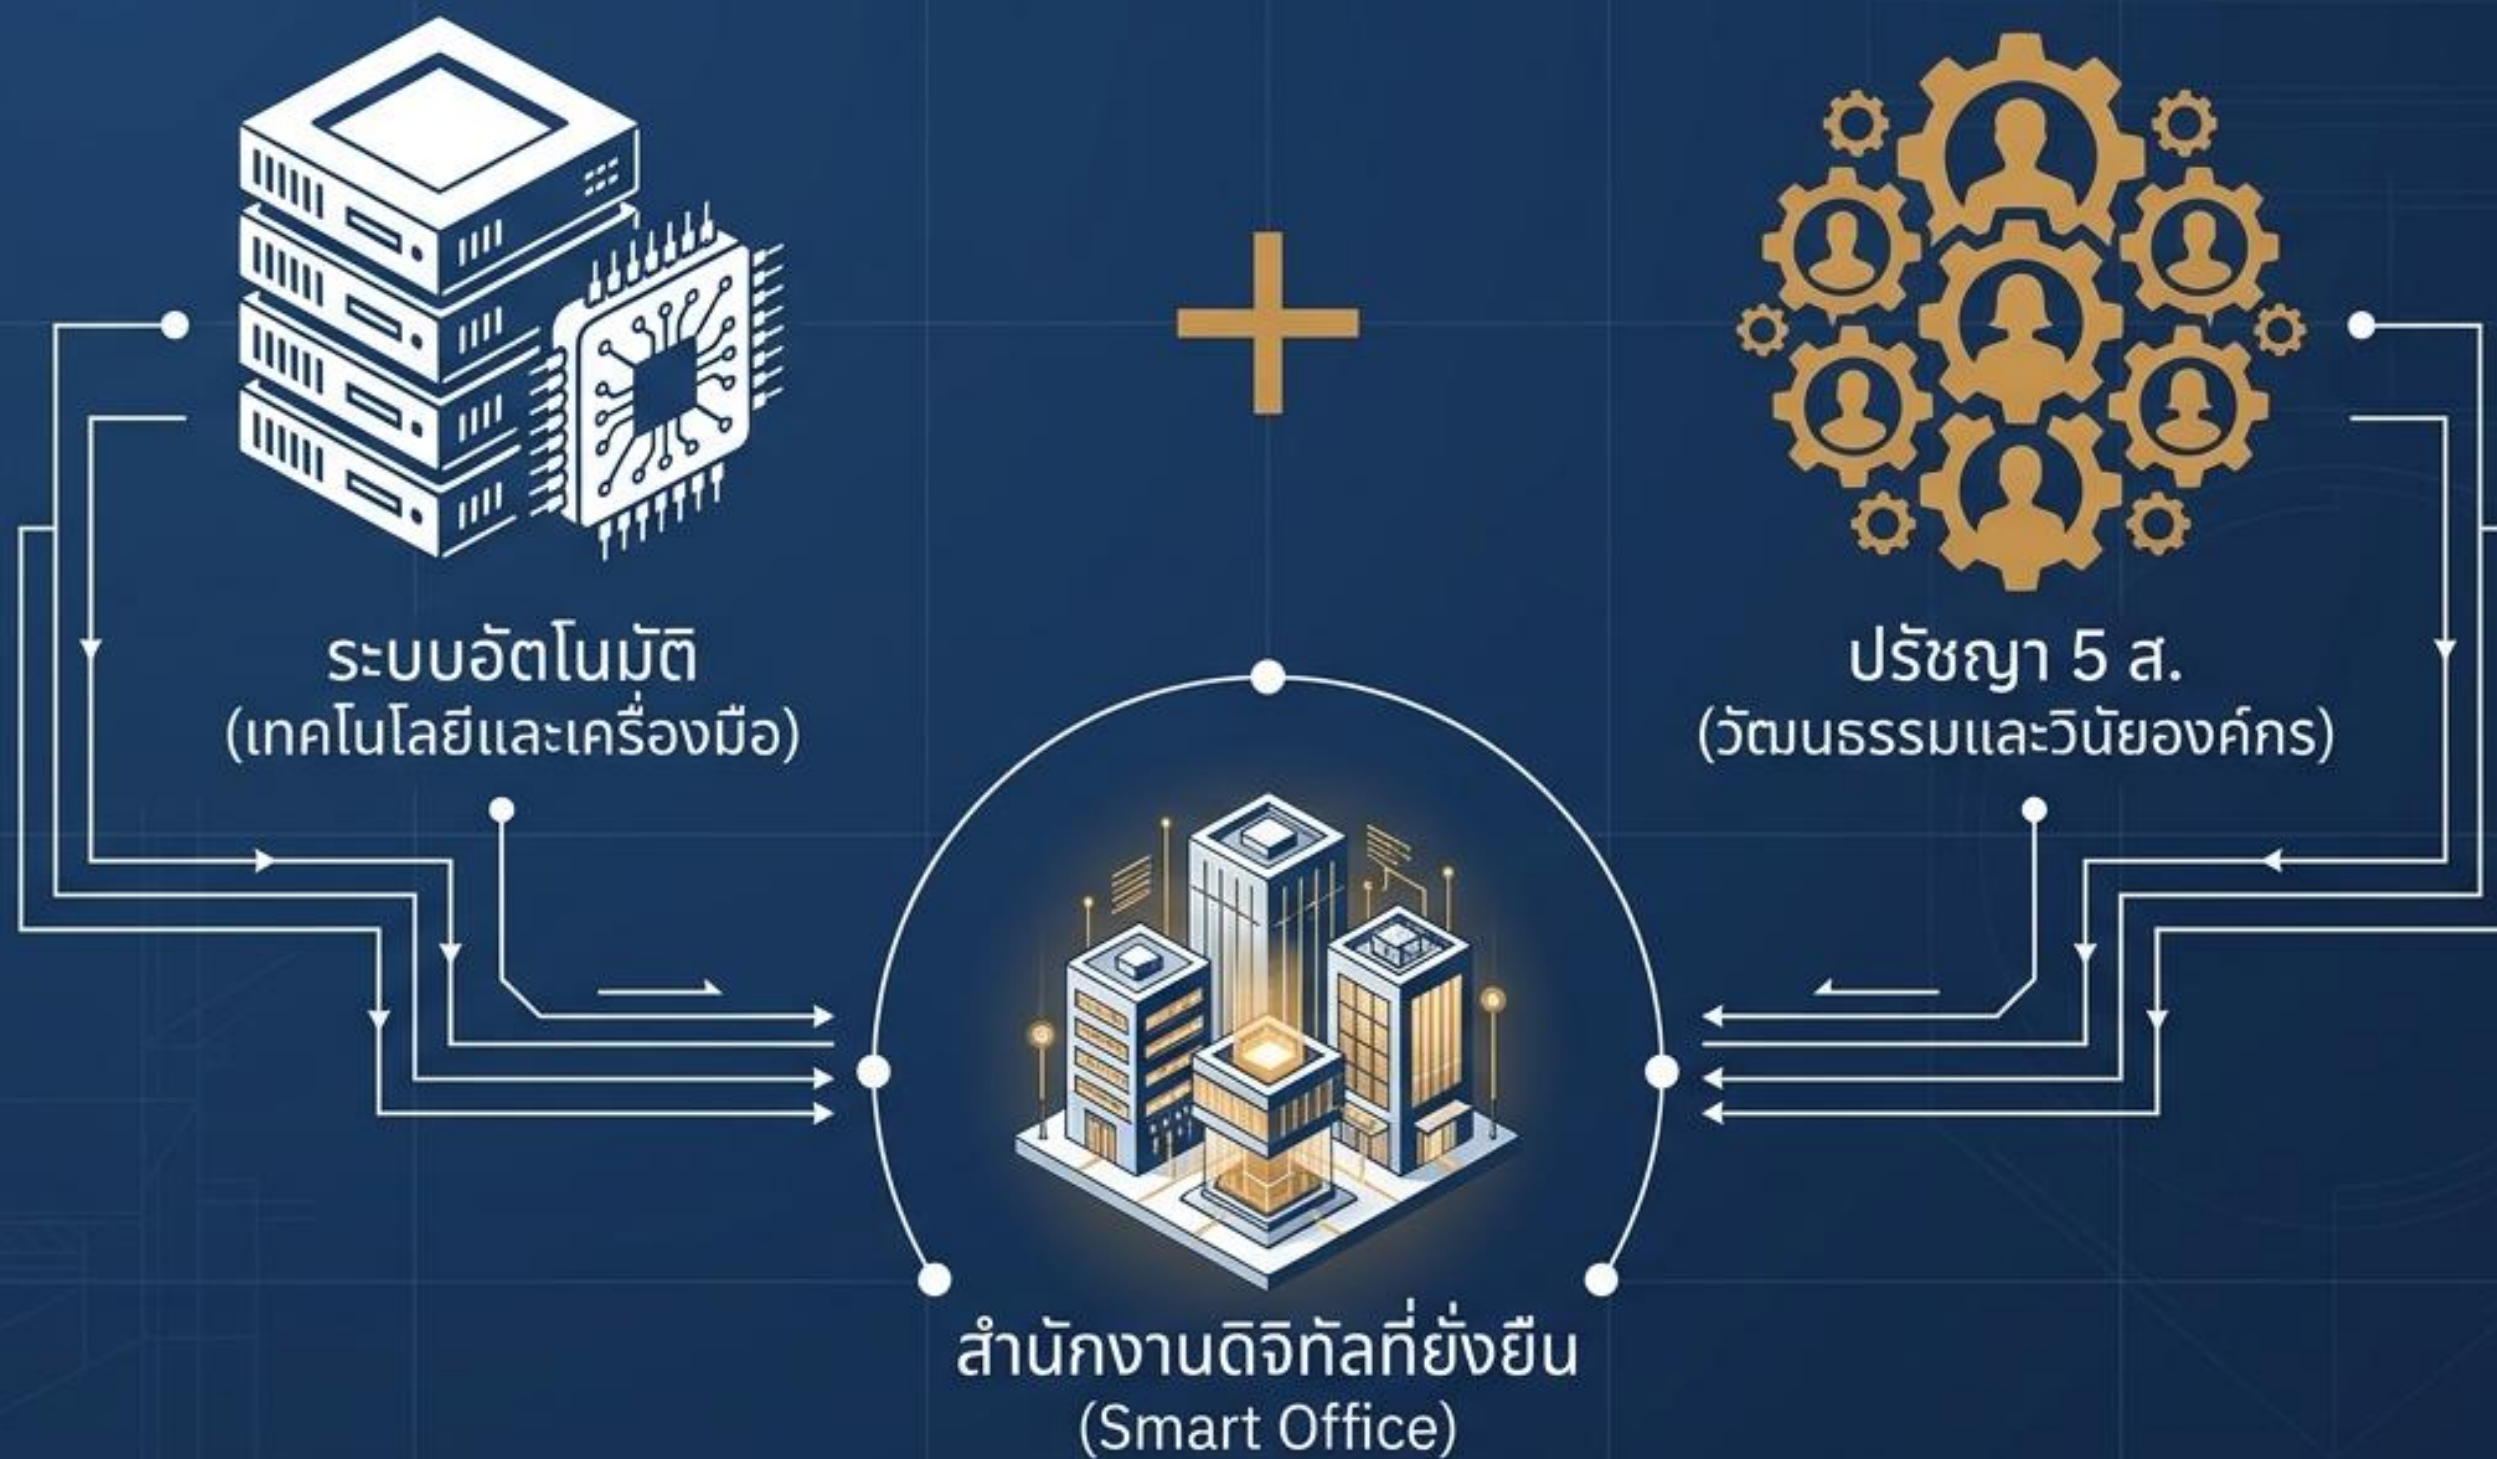 ระบบอัตโนมัติ
(เทคโนโลยีและเครื่องมือ)
ปรัชญา 5 ส.
(วัฒนธรรมและวินัยองค์กร)
สำนักงานดิจิทัลที่ยั่งยืน
(Smart Office)